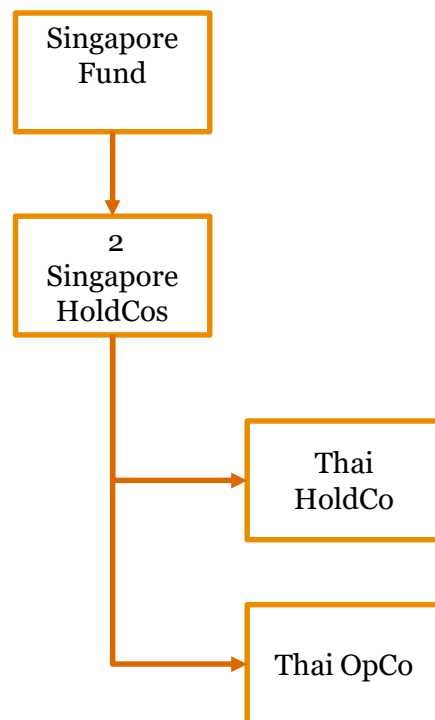 Singapore
Fund
2
Singapore
HoldCos
Thai
HoldCo
Thai OpCo